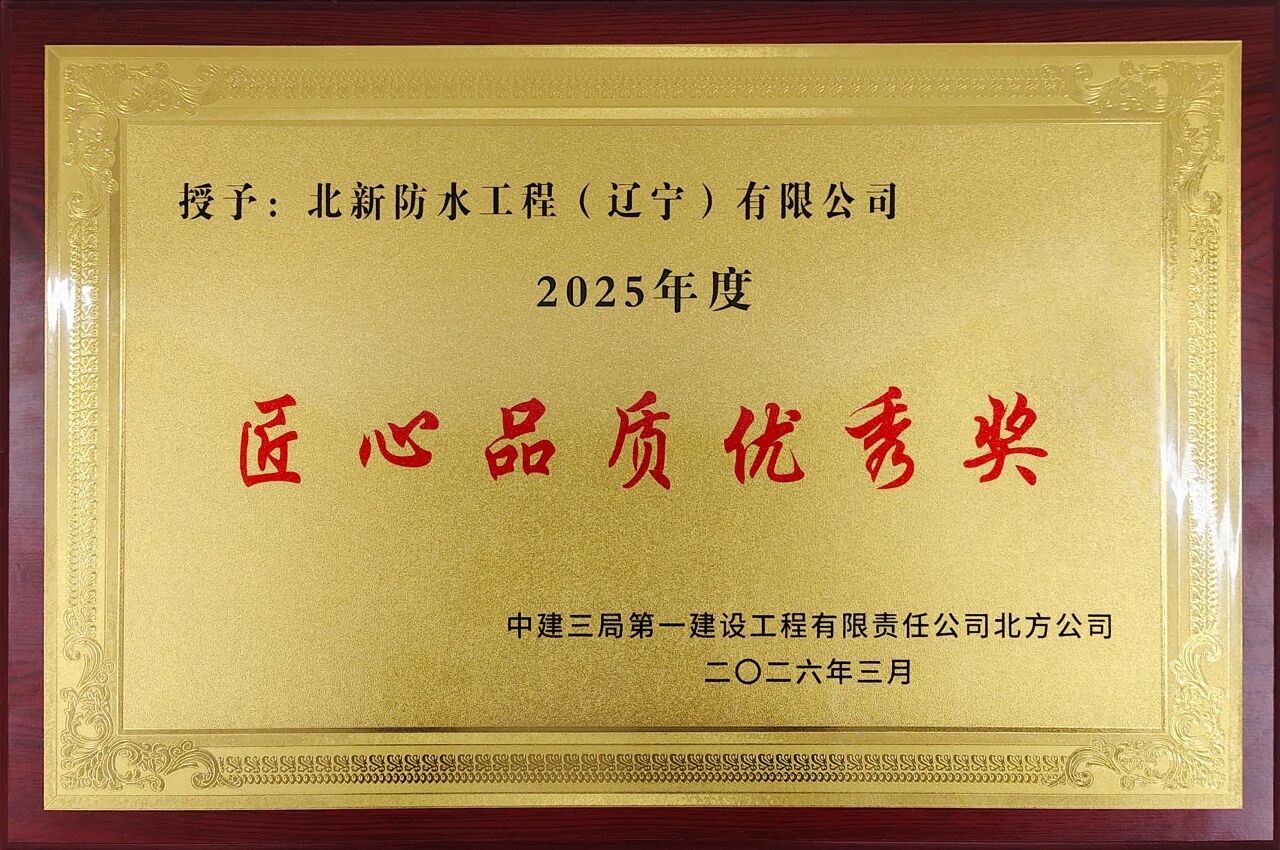 授予：北新防水工程（辽宁）有限公司
2025年度
匠心品质优秀奖
中建三局第一建设工程有限责任公司北方公司
二〇二六年三月